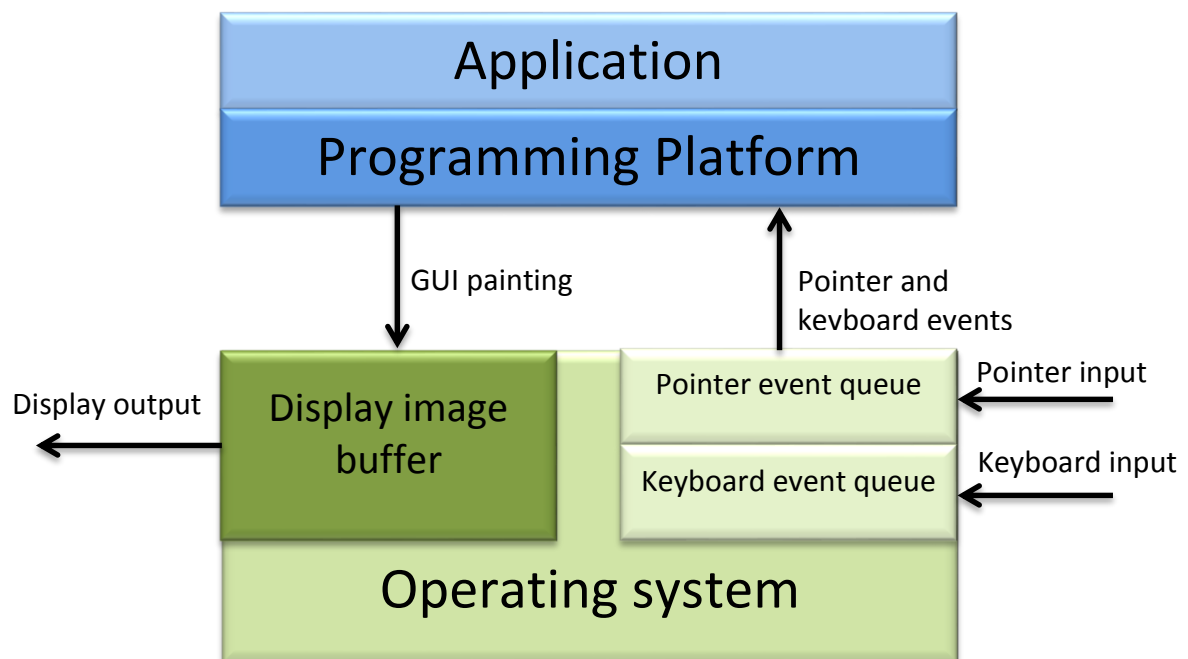 Application
Programming Platform
GUI painting
Pointer and
kevboard events
Display output
Display image
buffer
Pointer event queue
Pointer input
Keyboard event queue
Keyboard input
Operating system